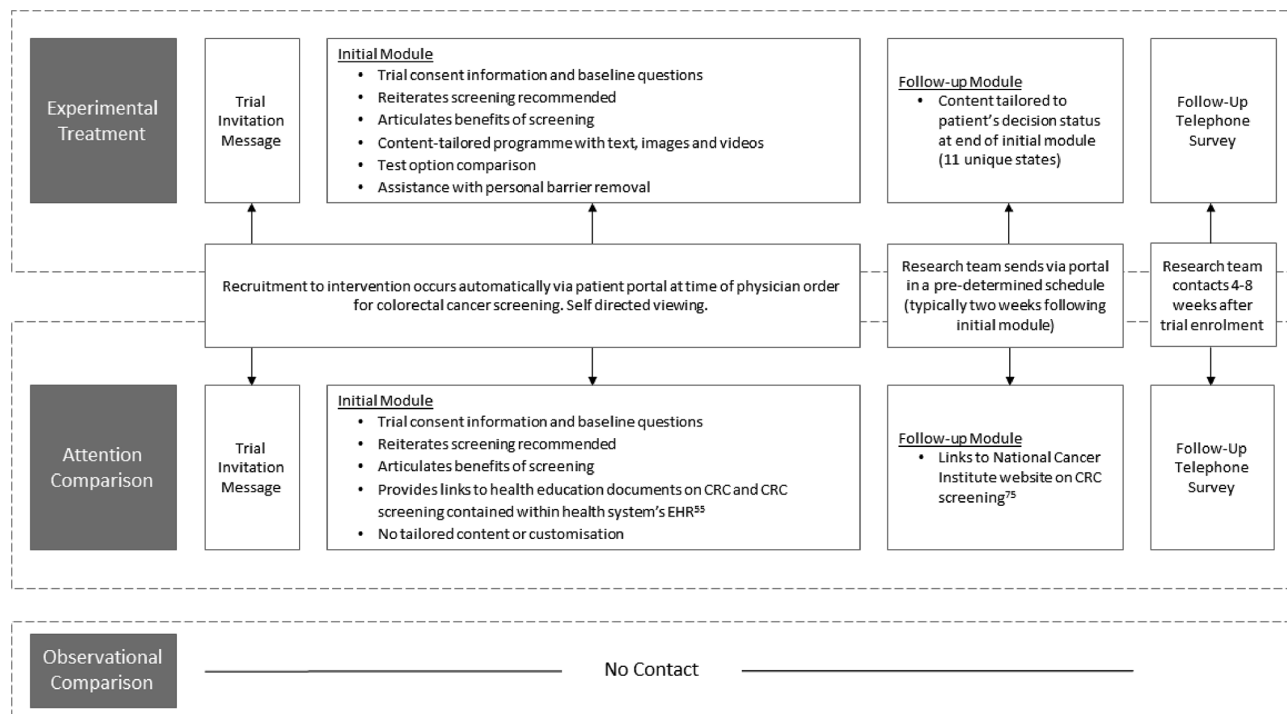 Experimental
Treatment
Trial
Invitation
Message
Initial Module
• Trial consent information and baseline questions
• Reiterates screening recommended
• Articulates benefits of screening
• Content-tailored programme with text, images and videos
• Test option comparison
• Assistance with personal barrier removal
Follow-up Module
• Content tailored to
patient's decision status
at end of initial module
(11 unique states)
Follow-Up
Telephone
Survey
Recruitment to intervention occurs automatically via patient portal at time of physician order
for colorectal cancer screening. Self directed viewing.
Research team sends via portal
in a pre-determined schedule
(typically two weeks following
initial module)
Research team
contacts 4-8
weeks after
trial enrolment
Attention
Comparison
Trial
Invitation
Message
Initial Module
• Trial consent information and baseline questions
• Reiterates screening recommended
• Articulates benefits of screening
• Provides links to health education documents on CRC and CRC
screening contained within health system's EHR⁵⁵
• No tailored content or customisation
Follow-up Module
• Links to National Cancer
Institute website on CRC
screening⁷⁵
Follow-Up
Telephone
Survey
Observational
Comparison
No Contact